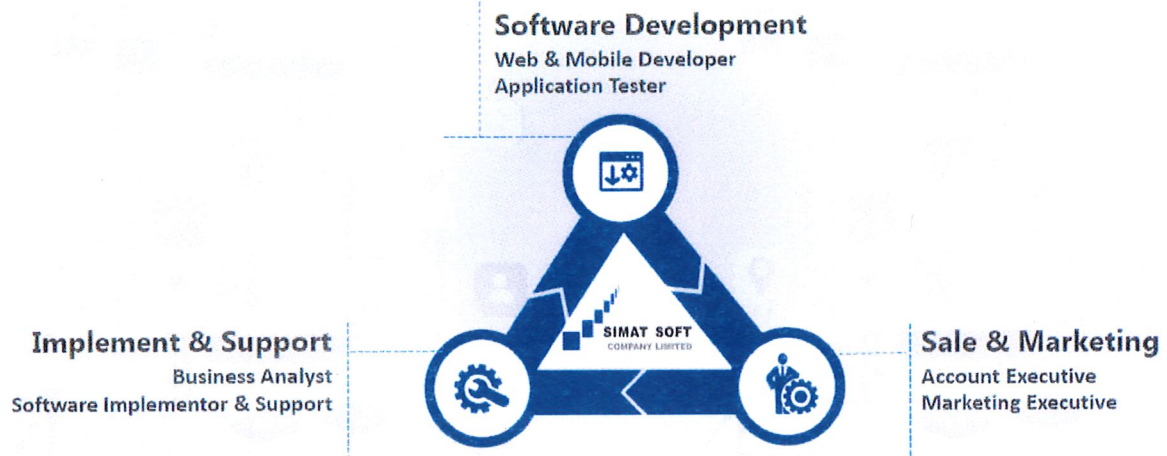 Software Development
Web & Mobile Developer
Application Tester
SIMAT SOFT
COMPANY LIMITED
Implement & Support
Business Analyst
Software Implementor & Support
Sale & Marketing
Account Executive
Marketing Executive